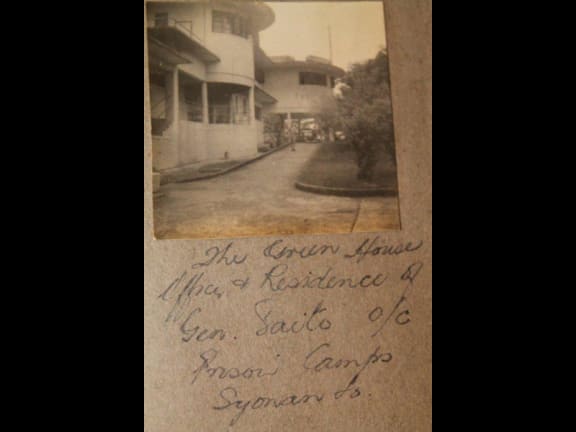 The Green House
Office & Residence of
Gen. Saito o/c
Prison Camps
Syonan to.